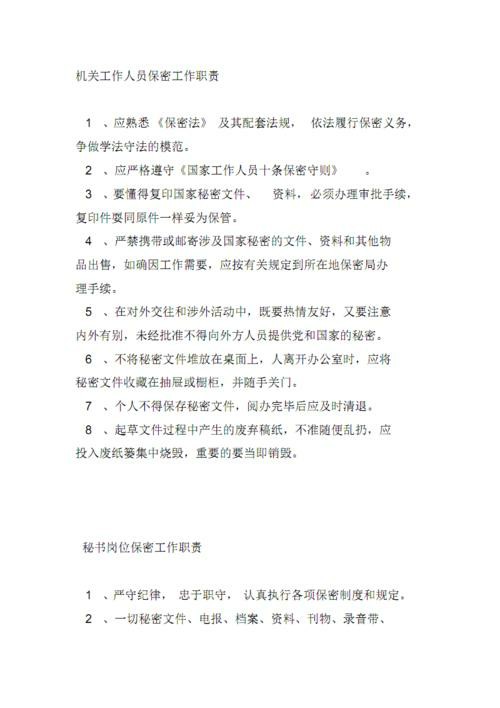 机关工作人员保密工作职责
1 、应熟悉《保密法》 及其配套法规， 依法履行保密义务，
争做学法守法的模范。
2 、应严格遵守《国家工作人员十条保密守则》 。
3 、要懂得复印国家秘密文件、 资料，必须办理审批手续，
复印件要同原件一样妥为保管。
4 、严禁携带或邮寄涉及国家秘密的文件、资料和其他物
品出售，如确因工作需要，应按有关规定到所在地保密局办
理手续。
5 、在对外交往和涉外活动中，既要热情友好，又要注意
内外有别，未经批准不得向外方人员提供党和国家的秘密。
6 、不将秘密文件堆放在桌面上，人离开办公室时，应将
秘密文件收藏在抽屉或橱柜，并随手关门。
7 、个人不得保存秘密文件，阅办完毕后应及时清退。
8 、起草文件过程中产生的废弃稿纸，不准随便乱扔，应
投入废纸篓集中烧毁，重要的要当即销毁。
秘书岗位保密工作职责
1 、严守纪律， 忠于职守， 认真执行各项保密制度和规定。
2 、一切秘密文件、电报、档案、资料、刊物、录音带、